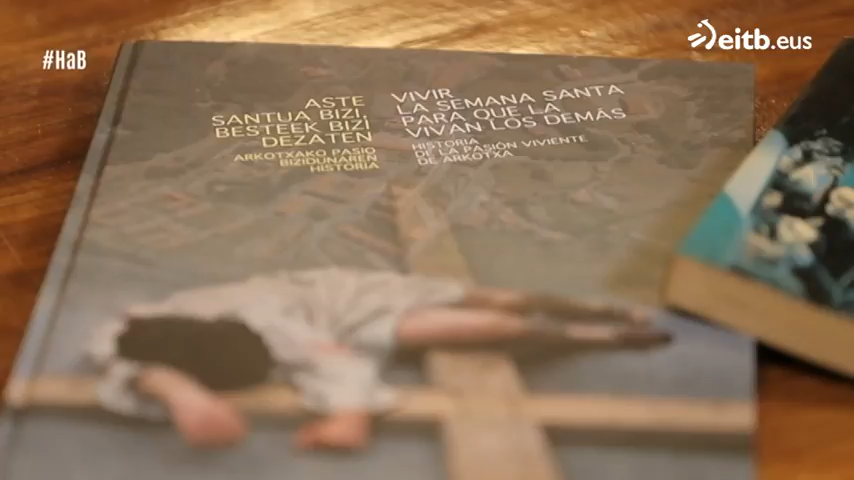 #HaB
eitb.eus
ASTE
SANTUA BIZI,
BESTEEK BIZI
DEZATEN
ARKOTXAKO PASIO
BIZIDUNAREN
HISTORIA
VIVIR
LA SEMANA SANTA
PARA QUE LA
VIVAN LOS DEMÁS
HISTORIA
DE LA PASIÓN VIVIENTE
DE ARKOTXA